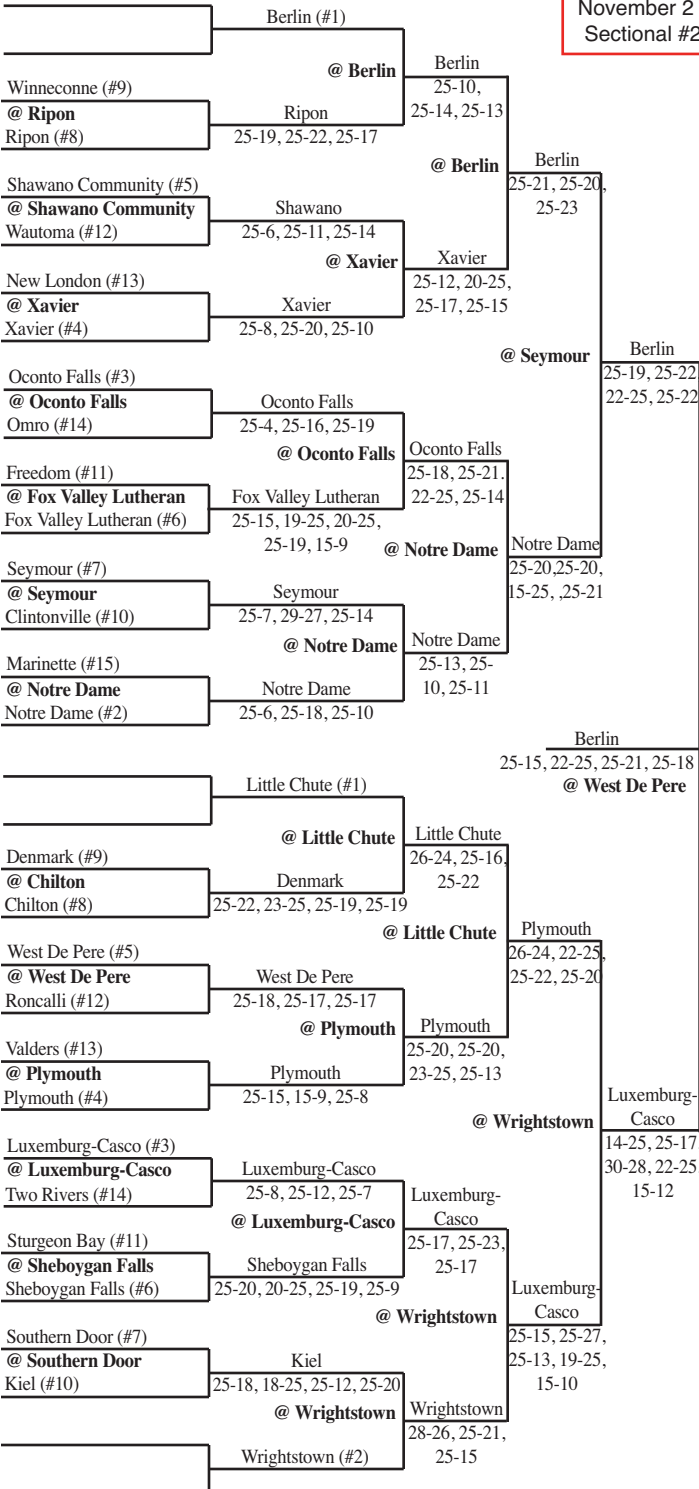 November 2
Sectional #2
Berlin (#1)
@ Berlin
Berlin
25-10,
25-14, 25-13
Winneconne (#9)
@ Ripon
Ripon (#8)
Ripon
25-19, 25-22, 25-17
@ Berlin
Berlin
25-21, 25-20,
25-23
Shawano Community (#5)
@ Shawano Community
Wautoma (#12)
Shawano
25-6, 25-11, 25-14
@ Xavier
Xavier
25-12, 20-25,
25-17, 25-15
New London (#13)
@ Xavier
Xavier (#4)
Xavier
25-8, 25-20, 25-10
@ Seymour
Berlin
25-19, 25-22
22-25, 25-22
Oconto Falls (#3)
@ Oconto Falls
Omro (#14)
Oconto Falls
25-4, 25-16, 25-19
@ Oconto Falls
Oconto Falls
25-18, 25-21,
22-25, 25-14
Freedom (#11)
@ Fox Valley Lutheran
Fox Valley Lutheran (#6)
Fox Valley Lutheran
25-15, 19-25, 20-25,
25-19, 15-9
@ Notre Dame
Notre Dame
25-20,25-20,
15-25, ,25-21
Seymour (#7)
@ Seymour
Clintonville (#10)
Seymour
25-7, 29-27, 25-14
@ Notre Dame
Notre Dame
25-13, 25-
10, 25-11
Marinette (#15)
@ Notre Dame
Notre Dame (#2)
Notre Dame
25-6, 25-18, 25-10
Berlin
25-15, 22-25, 25-21, 25-18
@ West De Pere
Little Chute (#1)
@ Little Chute
Little Chute
26-24, 25-16,
25-22
Denmark (#9)
@ Chilton
Chilton (#8)
Denmark
25-22, 23-25, 25-19, 25-19
@ Little Chute
Plymouth
26-24, 22-25,
25-22, 25-20
West De Pere (#5)
@ West De Pere
Roncalli (#12)
West De Pere
25-18, 25-17, 25-17
@ Plymouth
Plymouth
25-20, 25-20,
23-25, 25-13
Valders (#13)
@ Plymouth
Plymouth (#4)
Plymouth
25-15, 15-9, 25-8
@ Wrightstown
Luxemburg-
Casco
14-25, 25-17
30-28, 22-25
15-12
Luxemburg-Casco (#3)
@ Luxemburg-Casco
Two Rivers (#14)
Luxemburg-Casco
25-8, 25-12, 25-7
@ Luxemburg-Casco
Luxemburg-
Casco
25-17, 25-23,
25-17
Sturgeon Bay (#11)
@ Sheboygan Falls
Sheboygan Falls (#6)
Sheboygan Falls
25-20, 20-25, 25-19, 25-9
@ Wrightstown
Luxemburg-
Casco
25-15, 25-27,
25-13, 19-25,
15-10
Southern Door (#7)
@ Southern Door
Kiel (#10)
Kiel
25-18, 18-25, 25-12, 25-20
@ Wrightstown
Wrightstown
28-26, 25-21,
25-15
Wrightstown (#2)